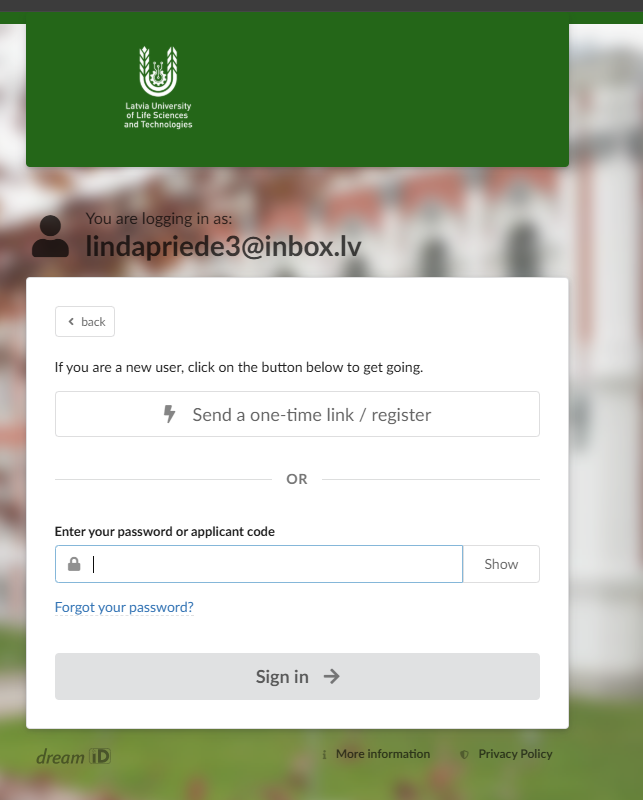 Latvia University
of Life Sciences
and Technologies
You are logging in as:
lindapriede3@inbox.lv
back
If you are a new user, click on the button below to get going.
Send a one-time link / register
OR
Enter your password or applicant code
Show
Forgot your password?
Sign in
dream iD
More information
Privacy Policy